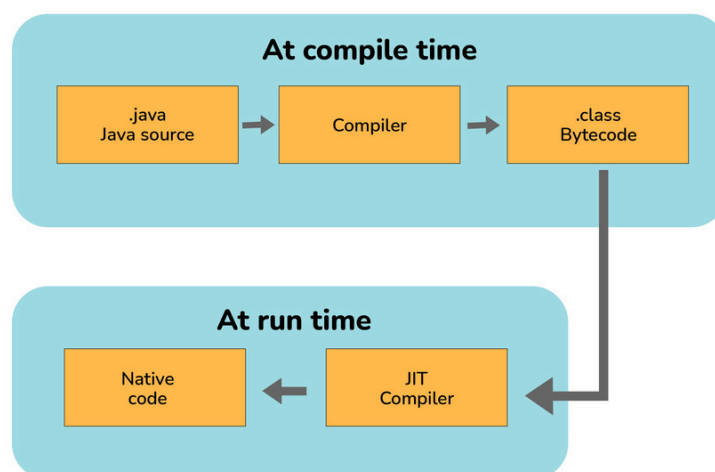 At compile time
.java
Java source
Compiler
.class
Bytecode
At run time
Native
code
JIT
Compiler